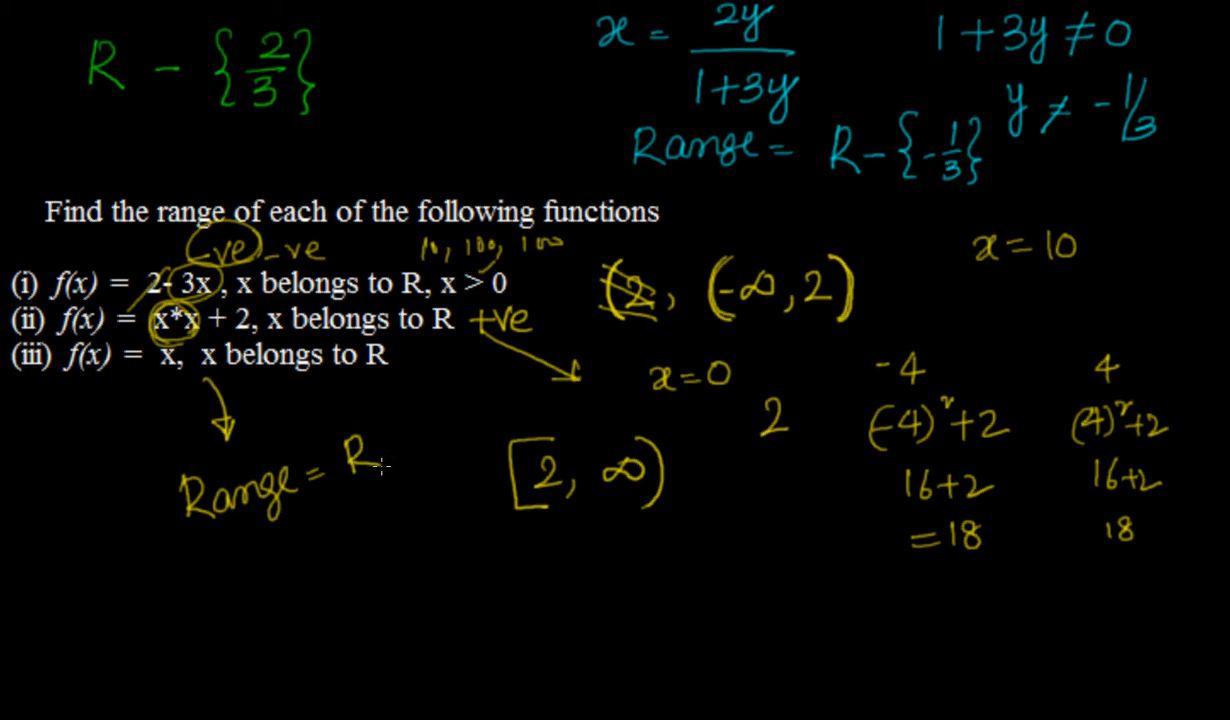 R - {2/3}
x = 2y / 1+3y
1+3y ≠ 0
y ≠ -1/3
Range = R - {-1/3}
Find the range of each of the following functions
-ve -ve
10, 100,
x = 10
(i) f(x) = 2- 3x , x belongs to R, x > 0
(2, (-∞, 2)
(ii) f(x) = x*x + 2, x belongs to R +ve
(iii) f(x) = x, x belongs to R
x=0
2
-4
(-4)²+2
16+2
=18
4
(4)²+2
16+2
18
Range = R
[2, ∞)